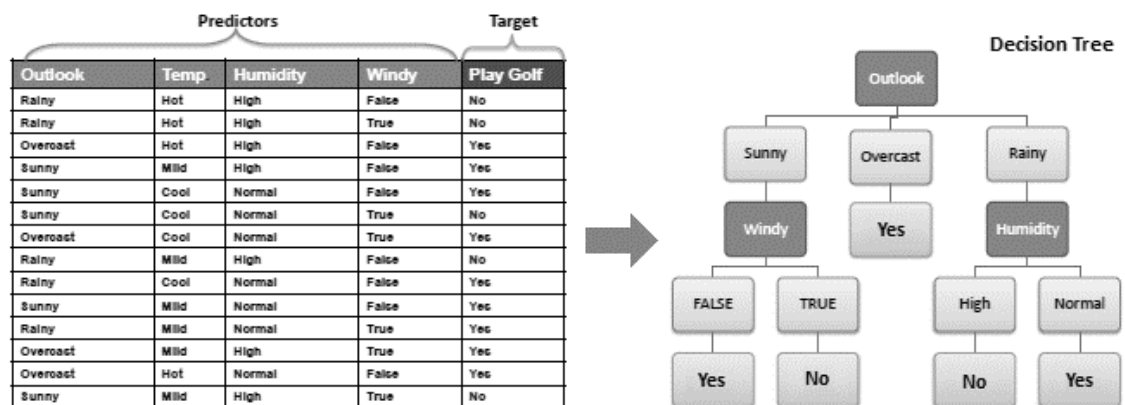 Predictors Target
Outlook Temp. Humidity Windy Play Golf
Rainy Hot High False No
Rainy Hot High True No
Overcast Hot High False Yes
Sunny Mild High False Yes
Sunny Cool Normal False Yes
Sunny Cool Normal True No
Overcast Cool Normal True Yes
Rainy Mild High False No
Rainy Cool Normal False Yes
Sunny Mild Normal False Yes
Rainy Mild Normal True Yes
Overcast Mild High True Yes
Overcast Hot Normal False Yes
Sunny Mild High True No
Decision Tree
Outlook
Sunny Overcast Rainy
Windy Yes Humidity
FALSE TRUE High Normal
Yes No No Yes